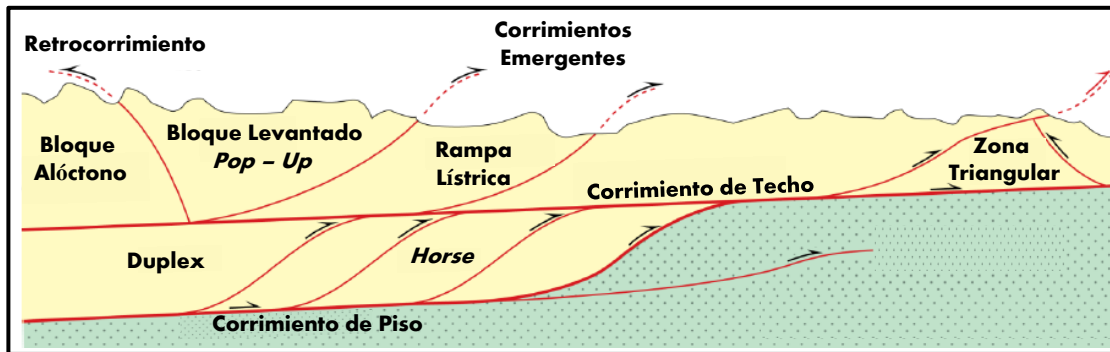 Retrocorrimiento
Corrimientos
Emergentes
Bloque
Alóctono
Bloque Levantado
Pop – Up
Rampa
Lístrica
Zona
Triangular
Corrimiento de Techo
Duplex
Horse
Corrimiento de Piso